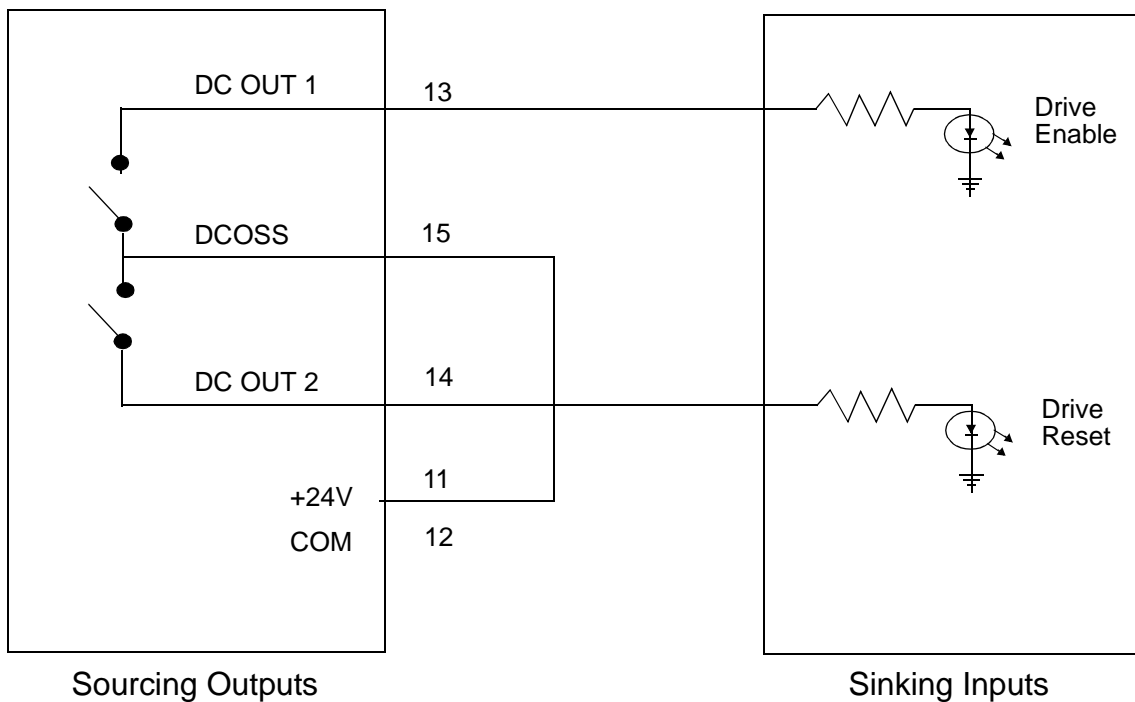 DC OUT 1
13
Drive
Enable
DCOSS
15
DC OUT 2
14
Drive
Reset
+24V
11
COM
12
Sourcing Outputs
Sinking Inputs